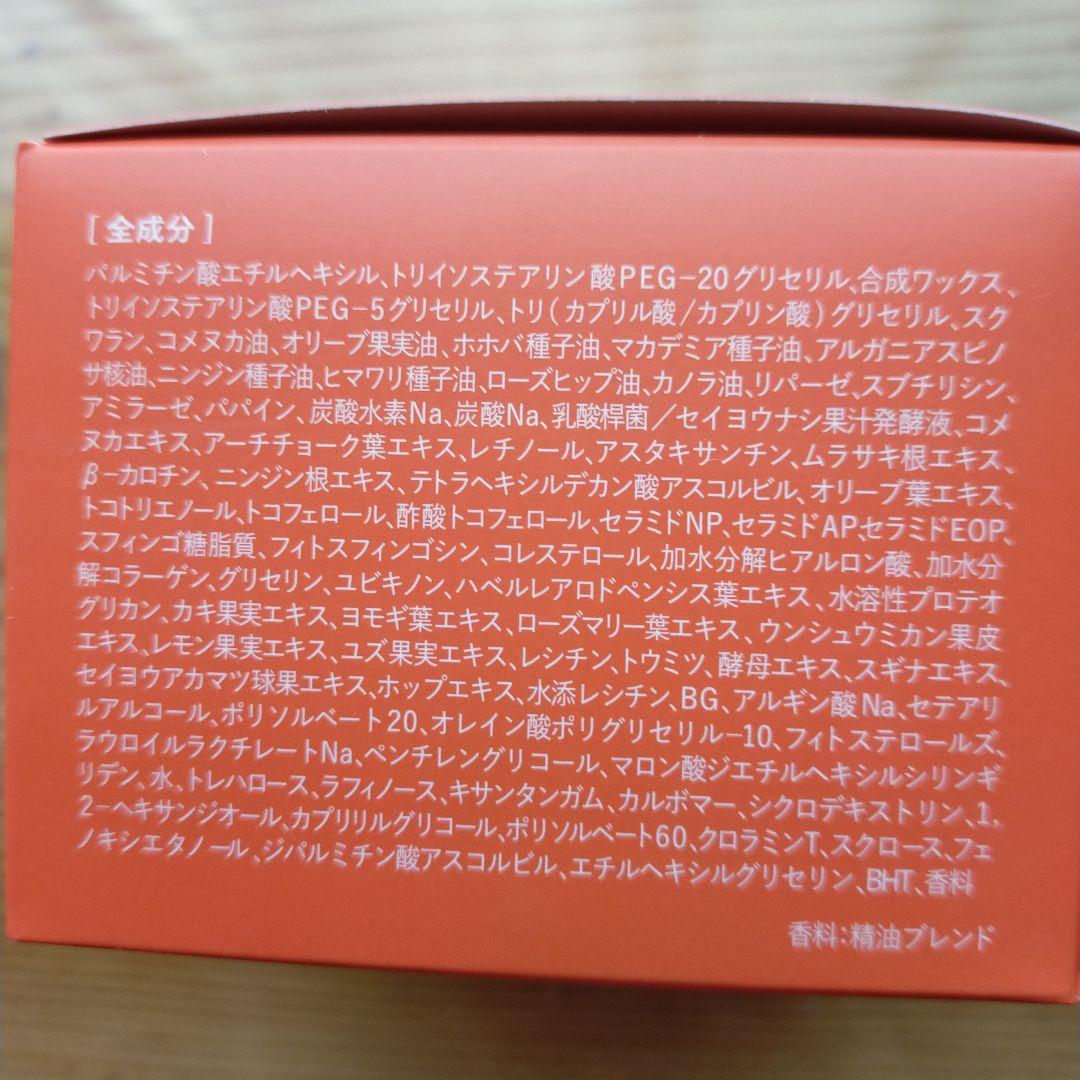 [全成分]
パルミチン酸エチルヘキシル、トリイソステアリン酸PEG-20グリセリル、合成ワックス、
トリイソステアリン酸PEG-5グリセリル、トリ(カプリル酸/カプリン酸)グリセリル、スク
ワラン、コメヌカ油、オリーブ果実油、ホホバ種子油、マカデミア種子油、アルガニアスピノ
サ核油、ニンジン種子油、ヒマワリ種子油、ローズヒップ油、カノラ油、リパーゼ、スブチリシン、
アミラーゼ、パパイン、炭酸水素Na、炭酸Na、乳酸桿菌/セイヨウナシ果汁発酵液、コメ
ヌカエキス、アーチチョーク葉エキス、レチノール、アスタキサンチン、ムラサキ根エキス、
β-カロチン、ニンジン根エキス、テトラヘキシルデカン酸アスコルビル、オリーブ葉エキス、
トコトリエノール、トコフェロール、酢酸トコフェロール、セラミドNP、セラミドAP、セラミドEOP、
スフィンゴ糖脂質、フィトスフィンゴシン、コレステロール、加水分解ヒアルロン酸、加水分
解コラーゲン、グリセリン、ユビキノン、ハベルレアロドペンシス葉エキス、水溶性プロテオ
グリカン、カキ果実エキス、ヨモギ葉エキス、ローズマリー葉エキス、ウンシュウミカン果皮
エキス、レモン果実エキス、ユズ果実エキス、レシチン、トウミツ、酵母エキス、スギナエキス、
セイヨウアカマツ球果エキス、ホップエキス、水添レシチン、BG、アルギン酸Na、セテアリ
ルアルコール、ポリソルベート20、オレイン酸ポリグリセリル-10、フィトステロールズ、
ラウロイルラクチレートNa、ペンチレングリコール、マロン酸ジエチルヘキシルシリンギ
リデン、水、トレハロース、ラフィノース、キサンタンガム、カルボマー、シクロデキストリン、1,
2-ヘキサンジオール、カプリリルグリコール、ポリソルベート60、クロラミンT、スクロース、フェ
ノキシエタノール、ジパルミチン酸アスコルビル、エチルヘキシルグリセリン、BHT、香料
香料:精油ブレンド